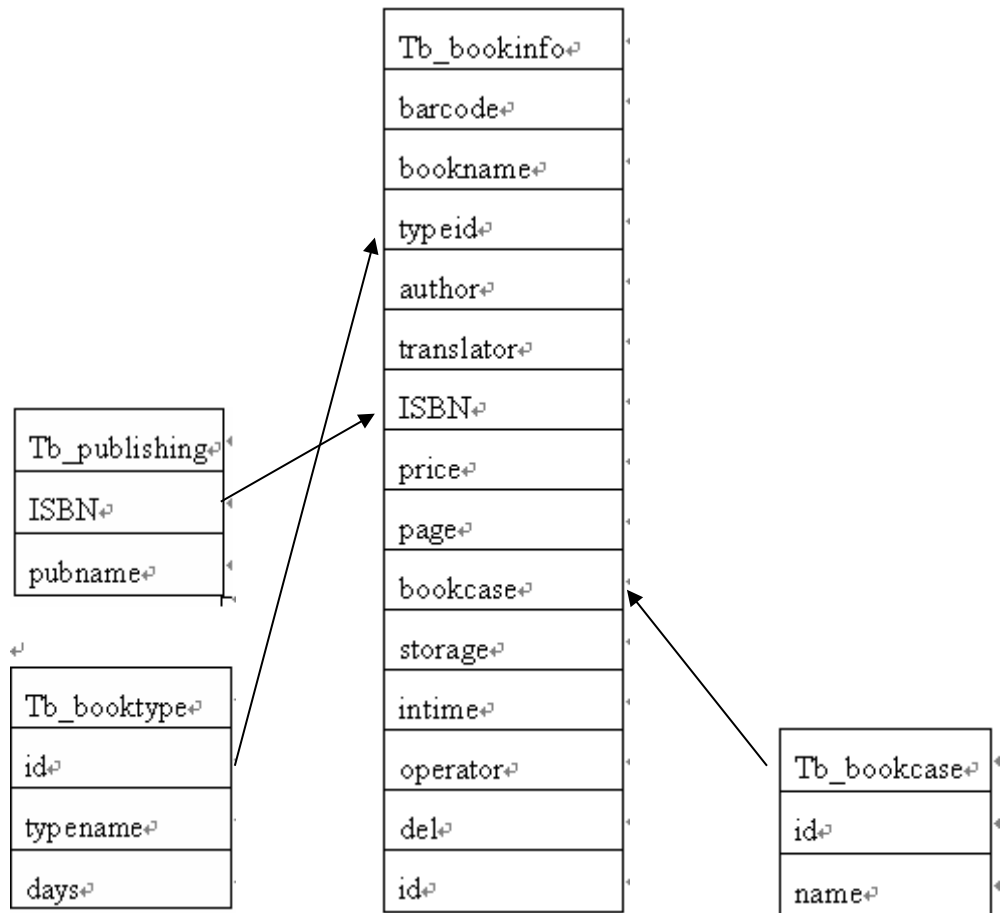 Tb_bookinfo
barcode
bookname
typeid
author
translator
ISBN
price
page
bookcase
storage
intime
operator
del
id
Tb_publishing
ISBN
pubname
Tb_booktype
id
typename
days
Tb_bookcase
id
name